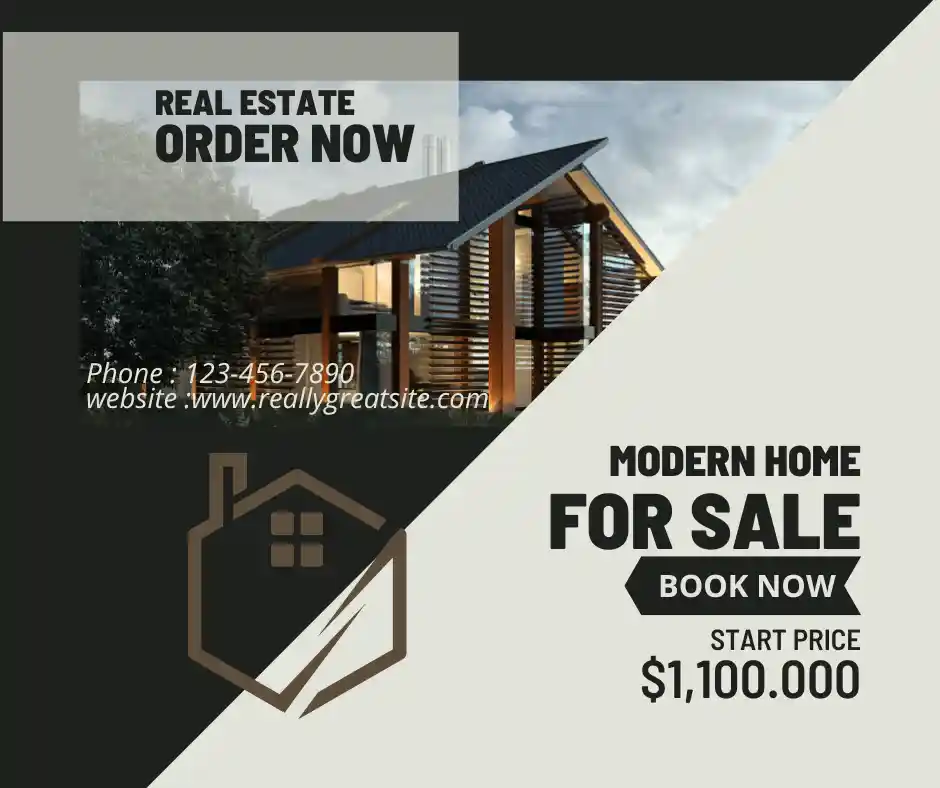 REAL ESTATE
ORDER NOW
Phone : 123-456-7890
website :www.reallygreatsite.com
MODERN HOME
FOR SALE
BOOK NOW
START PRICE
$1,100.000